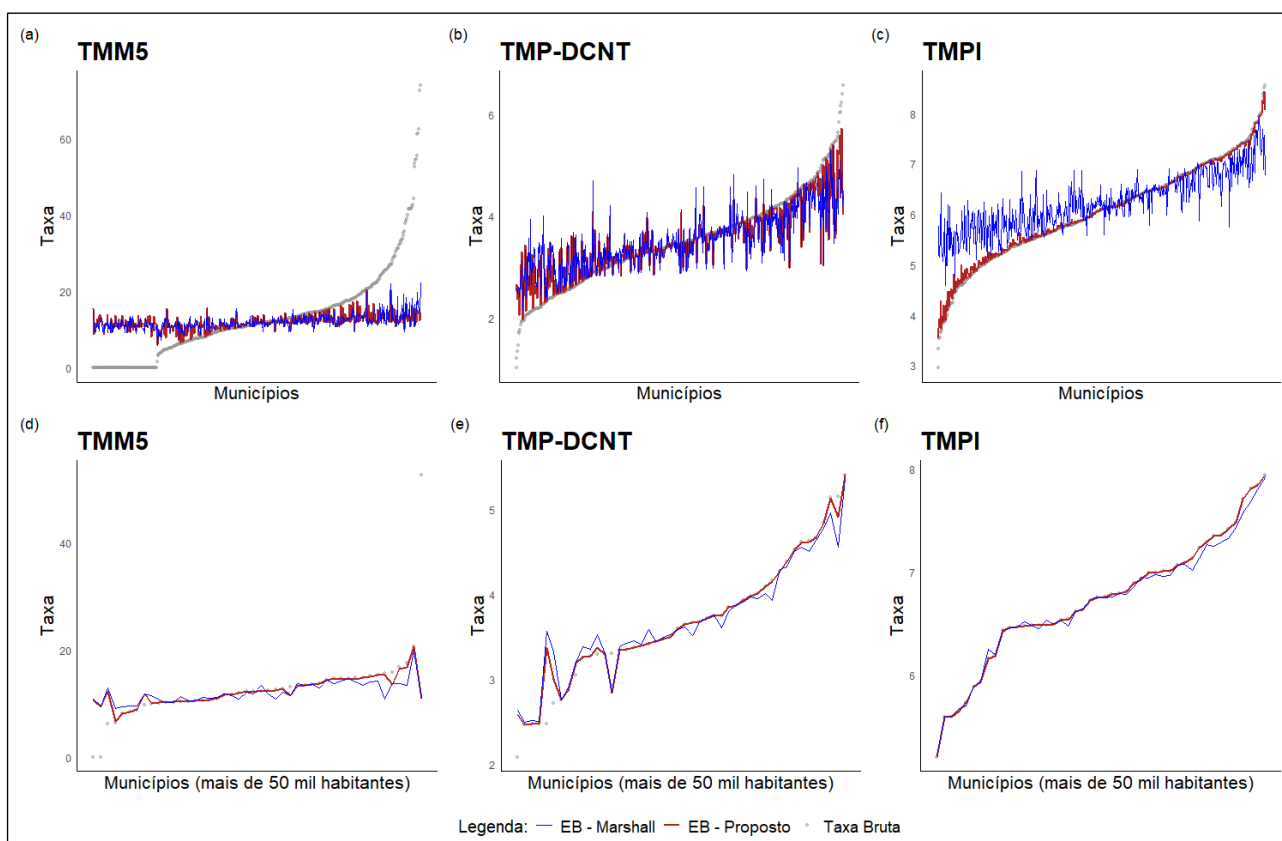 (a)
TMM5
(b)
TMP-DCNT
(c)
TMPI
Taxa
60
40
20
0
Municípios
Taxa
6
4
2
Municípios
Taxa
8
7
6
5
4
3
Municípios
(d)
TMM5
(e)
TMP-DCNT
(f)
TMPI
Taxa
40
20
0
Municípios (mais de 50 mil habitantes)
Taxa
5
4
3
2
Municípios (mais de 50 mil habitantes)
Taxa
8
7
6
Municípios (mais de 50 mil habitantes)
Legenda: EB - Marshall EB - Proposto Taxa Bruta